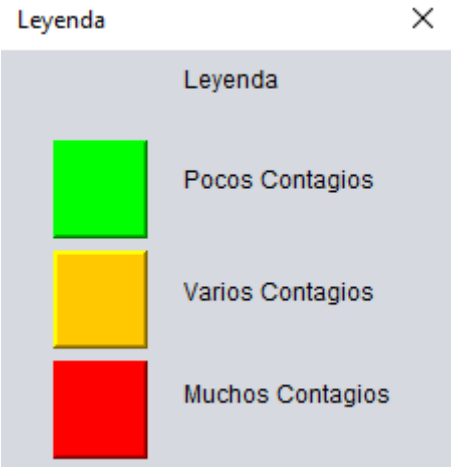 Leyenda
Leyenda
Pocos Contagios
Varios Contagios
Muchos Contagios